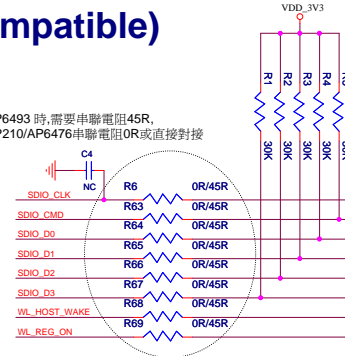 mpatible)
VDD_3V3
P6493 時,需要串聯電阻45R,
P210/AP6476串聯電阻0R或直接對接
R1
R2
R3
R4
30K
30K
30K
30K
C4
NC
SDIO_CLK
R6
0R/45R
SDIO_CMD
R63
0R/45R
SDIO_D0
R64
0R/45R
SDIO_D1
R65
0R/45R
SDIO_D2
R66
0R/45R
SDIO_D3
R67
0R/45R
WL_HOST_WAKE
R68
0R/45R
WL_REG_ON
R69
0R/45R